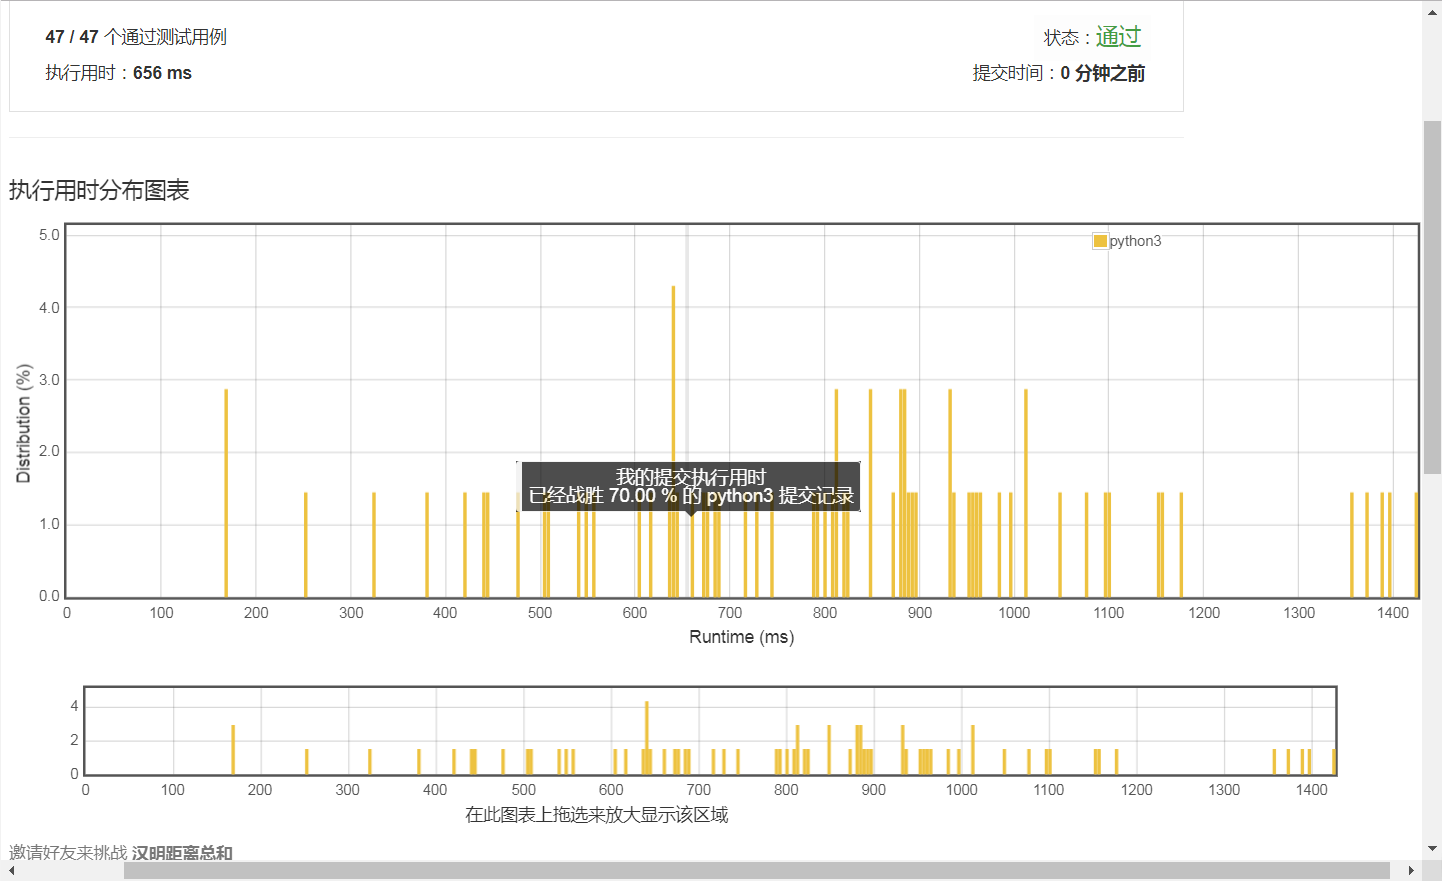 47 / 47 个通过测试用例
状态：通过
执行用时：656 ms
提交时间：0 分钟之前
执行用时分布图表
python3
5.0
4.0
3.0
2.0
1.0
0.0
Distribution (%)
我的提交执行用时
已经战胜 70.00 % 的 python3 提交记录
0 100 200 300 400 500 600 700 800 900 1000 1100 1200 1300 1400
Runtime (ms)
4
2
0
0 100 200 300 400 500 600 700 800 900 1000 1100 1200 1300 1400
在此图表上拖选来放大显示该区域
邀请好友来挑战 汉明距离总和